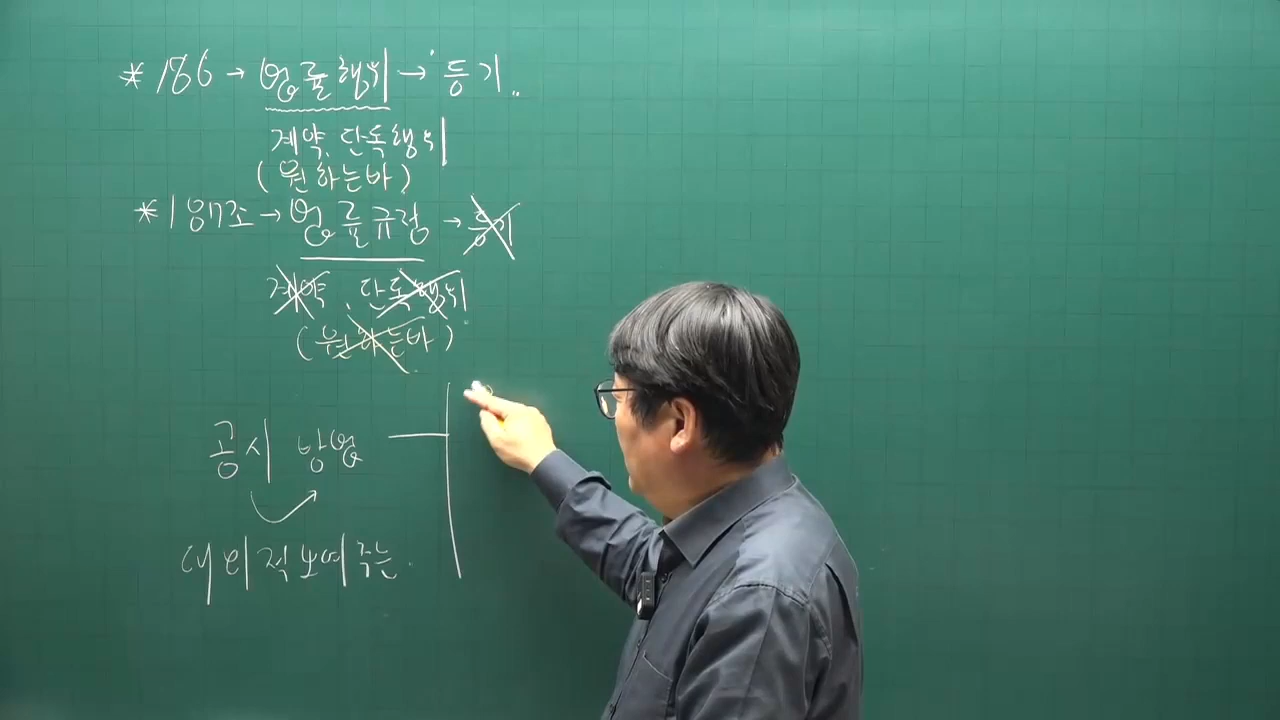 * 186 → 법률행위 → 등기
계약, 단독행위
(원하는바)
* 187조 → 법률규정 → 등기
계약, 단독행위
(원하는바)
공시 방법
대외적 보여주는